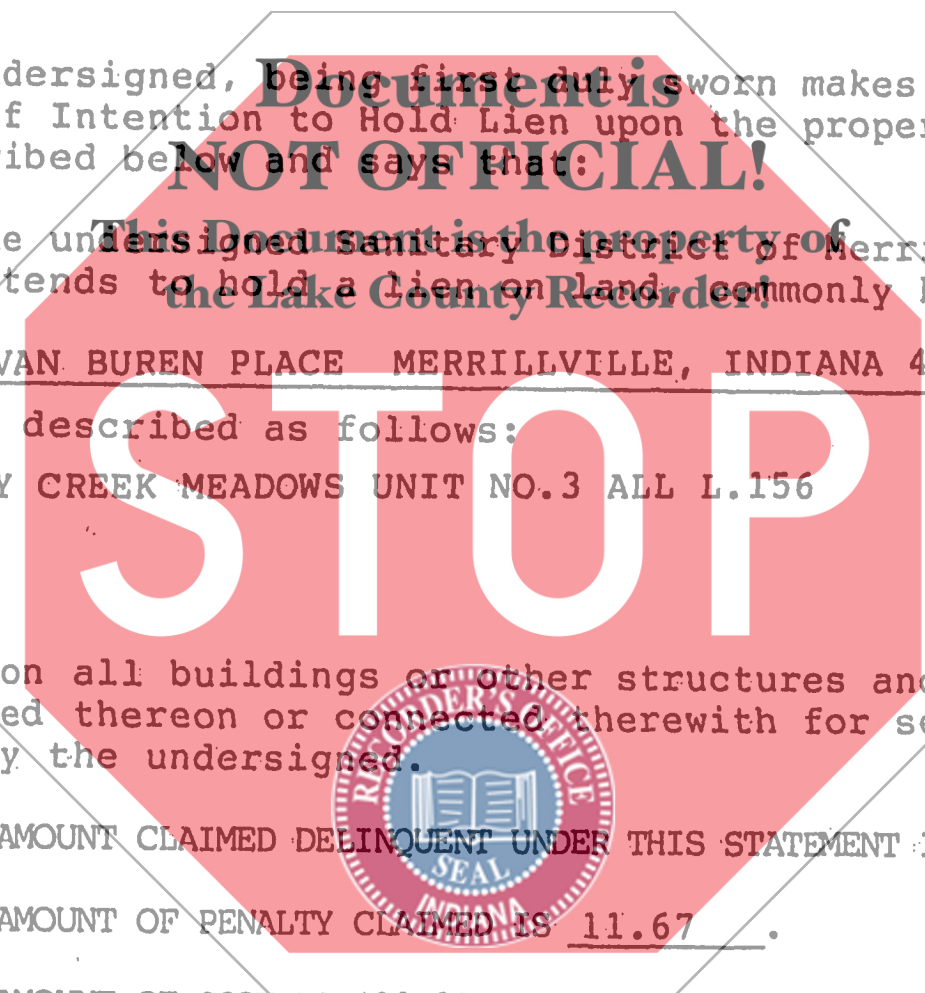 dersigned, being first duly sworn makes
f Intention to Hold Lien upon the proper
ribed below and says that:
Document is
NOT OFFICIAL!
This Document is the property of
the Lake County Recorder!
e undersigned Sanitary District of Merri
tends to hold a lien on land, commonly
VAN BUREN PLACE MERRILLVILLE, INDIANA 4
described as follows:
Y CREEK MEADOWS UNIT NO.3 ALL L.156
STOP
on all buildings or other structures and
ed thereon or connected therewith for se
y the undersigned.
RECORDER'S OFFICE
SEAL
INDIANA
AMOUNT CLAIMED DELINQUENT UNDER THIS STATEMENT
AMOUNT OF PENALTY CLAIMED IS 11.67 .